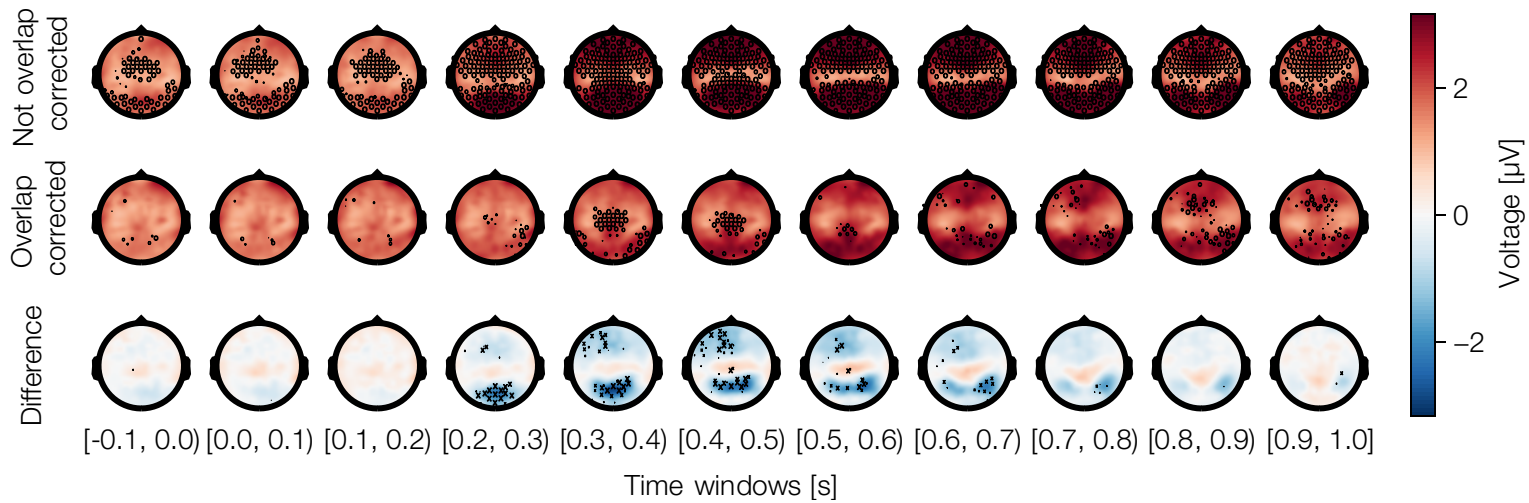 Not overlap
corrected
Overlap
corrected
Difference
2
0
−2
Voltage [µV]
[-0.1, 0.0) [0.0, 0.1) [0.1, 0.2) [0.2, 0.3) [0.3, 0.4) [0.4, 0.5) [0.5, 0.6) [0.6, 0.7) [0.7, 0.8) [0.8, 0.9) [0.9, 1.0]
Time windows [s]